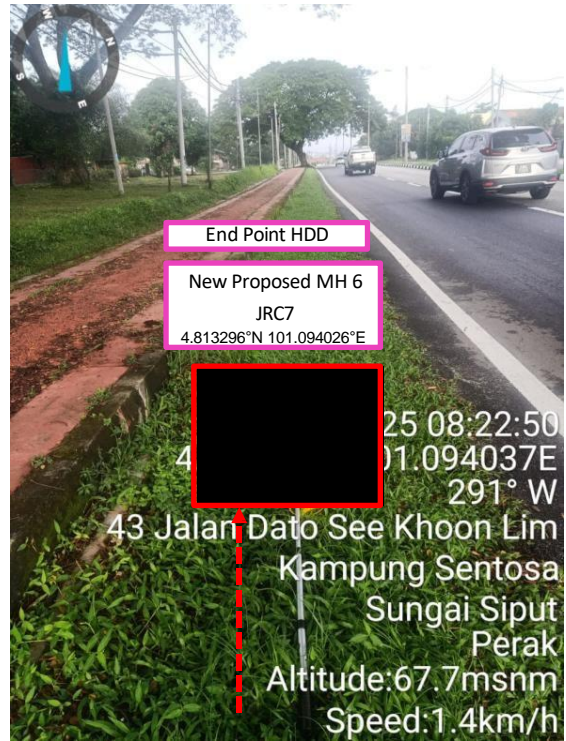 W
N
S
E
End Point HDD
New Proposed MH 6
JRC7
4.813296°N 101.094026°E
25 08:22:50
4 01.094037E
291° W
43 Jalan Dato See Khoon Lim
Kampung Sentosa
Sungai Siput
Perak
Altitude:67.7msnm
Speed:1.4km/h